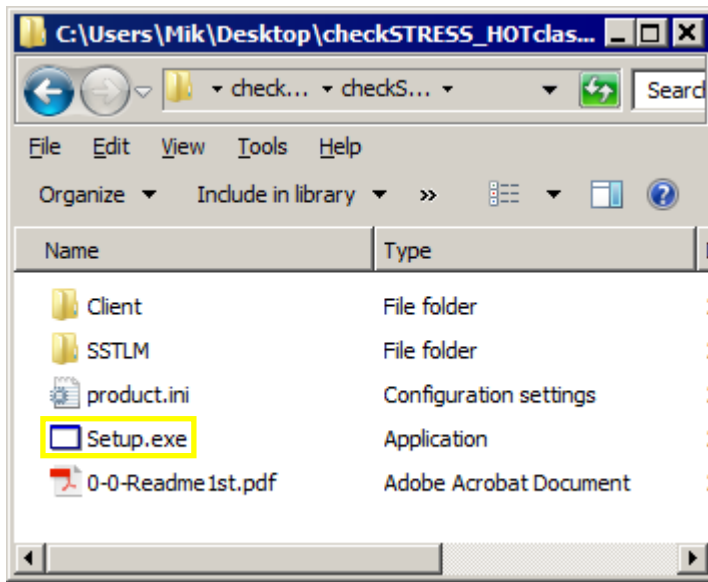 C:\Users\Mik\Desktop\checkSTRESS_HOTclas...
check... checkS... Search
File Edit View Tools Help
Organize Include in library »
Name Type
Client File folder
SSTLM File folder
product.ini Configuration settings
Setup.exe Application
0-0-Readme1st.pdf Adobe Acrobat Document